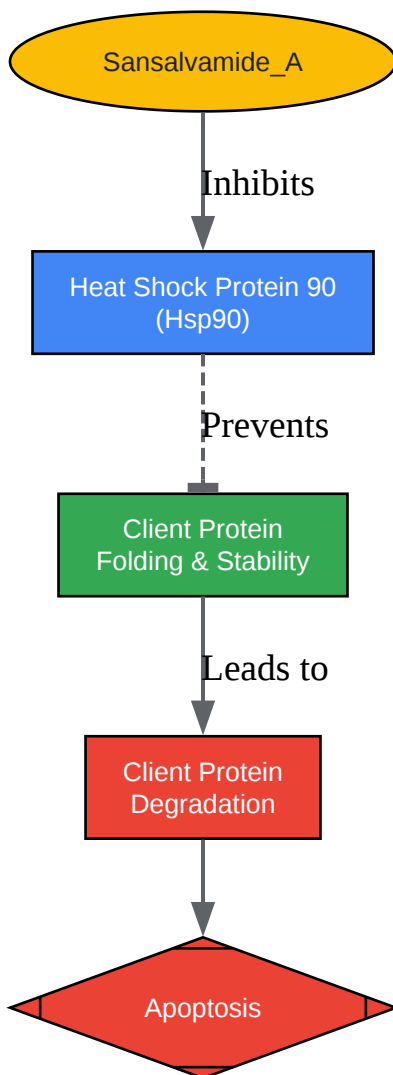 Sansalvamide_A
Inhibits
Heat Shock Protein 90
(Hsp90)
Prevents
Client Protein
Folding & Stability
Leads to
Client Protein
Degradation
Apoptosis